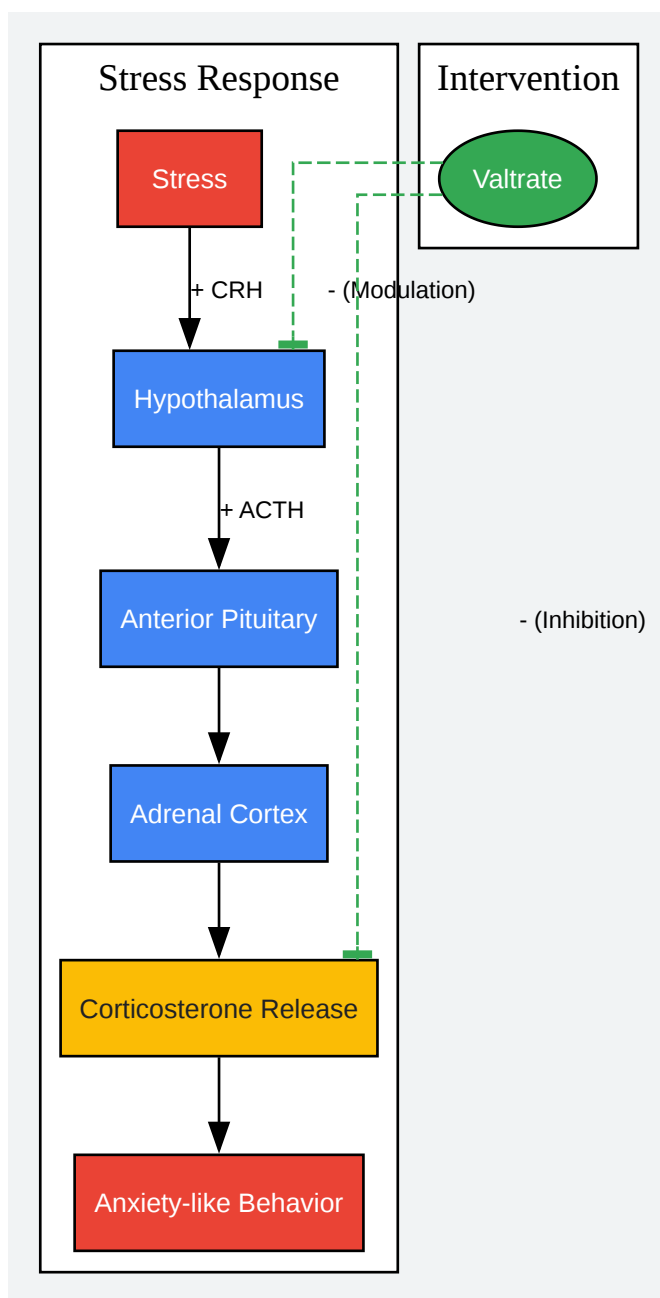 Stress Response
Intervention
Stress
Valtrate
+ CRH
- (Modulation)
Hypothalamus
+ ACTH
Anterior Pituitary
- (Inhibition)
Adrenal Cortex
Corticosterone Release
Anxiety-like Behavior